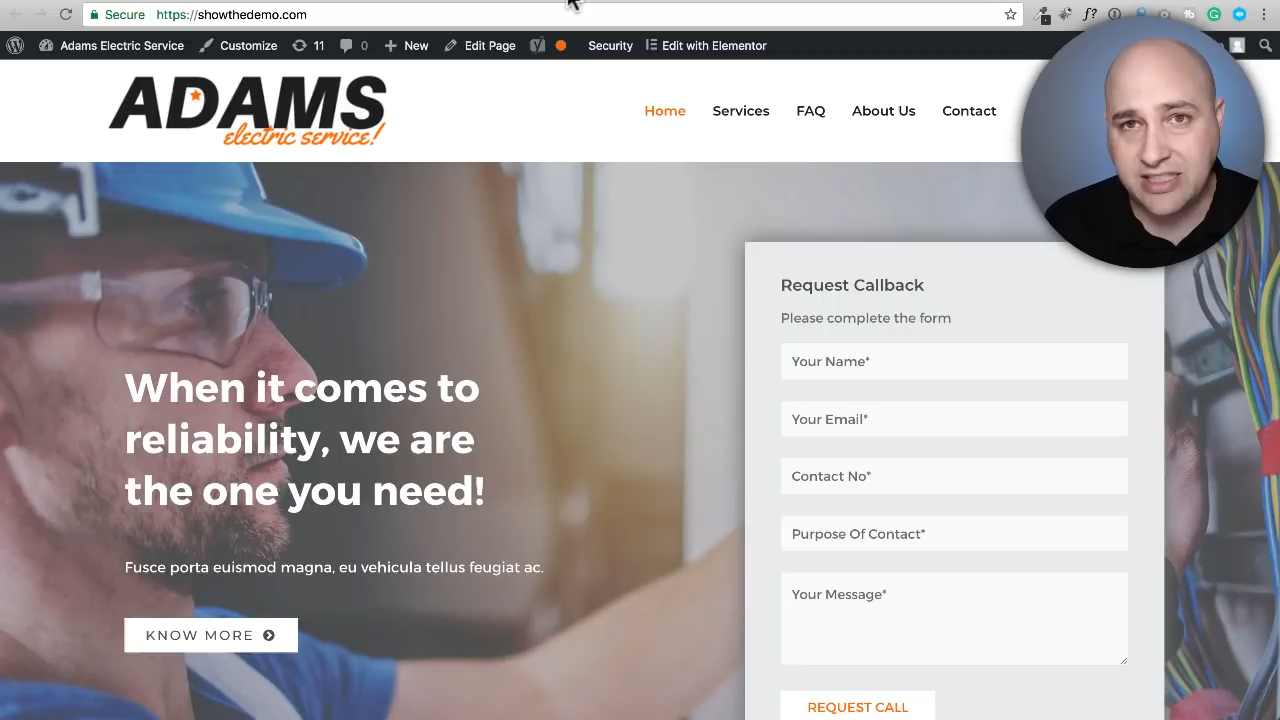 Secure https://showthedemo.com
Adams Electric Service Customize 11 0 New Edit Page Security Edit with Elementor
ADAMS
electric service!
Home Services FAQ About Us Contact
Request Callback
Please complete the form
Your Name*
Your Email*
Contact No*
Purpose Of Contact*
Your Message*
REQUEST CALL
When it comes to
reliability, we are
the one you need!
Fusce porta euismod magna, eu vehicula tellus feugiat ac.
KNOW MORE